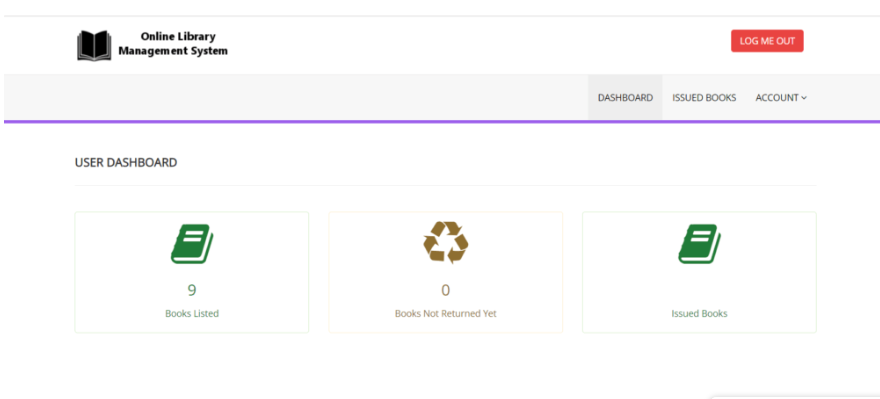 Online Library
Management System
LOG ME OUT
DASHBOARD ISSUED BOOKS ACCOUNT
USER DASHBOARD
9
Books Listed
0
Books Not Returned Yet
Issued Books